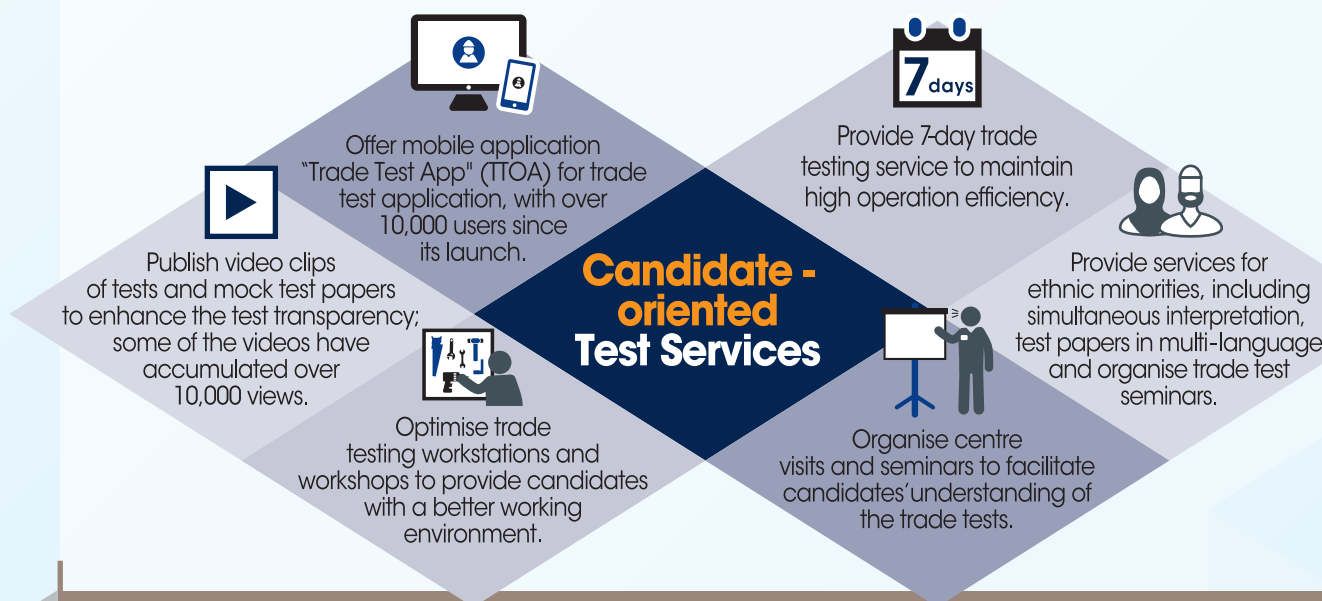 Offer mobile application
“Trade Test App" (TTOA) for trade
test application, with over
10,000 users since
its launch.
7 days
Provide 7-day trade
testing service to maintain
high operation efficiency.
Publish video clips
of tests and mock test papers
to enhance the test transparency;
some of the videos have
accumulated over
10,000 views.
Candidate -
oriented
Test Services
Provide services for
ethnic minorities, including
simultaneous interpretation,
test papers in multi-language
and organise trade test
seminars.
Optimise trade
testing workstations and
workshops to provide candidates
with a better working
environment.
Organise centre
visits and seminars to facilitate
candidates’understanding of
the trade tests.